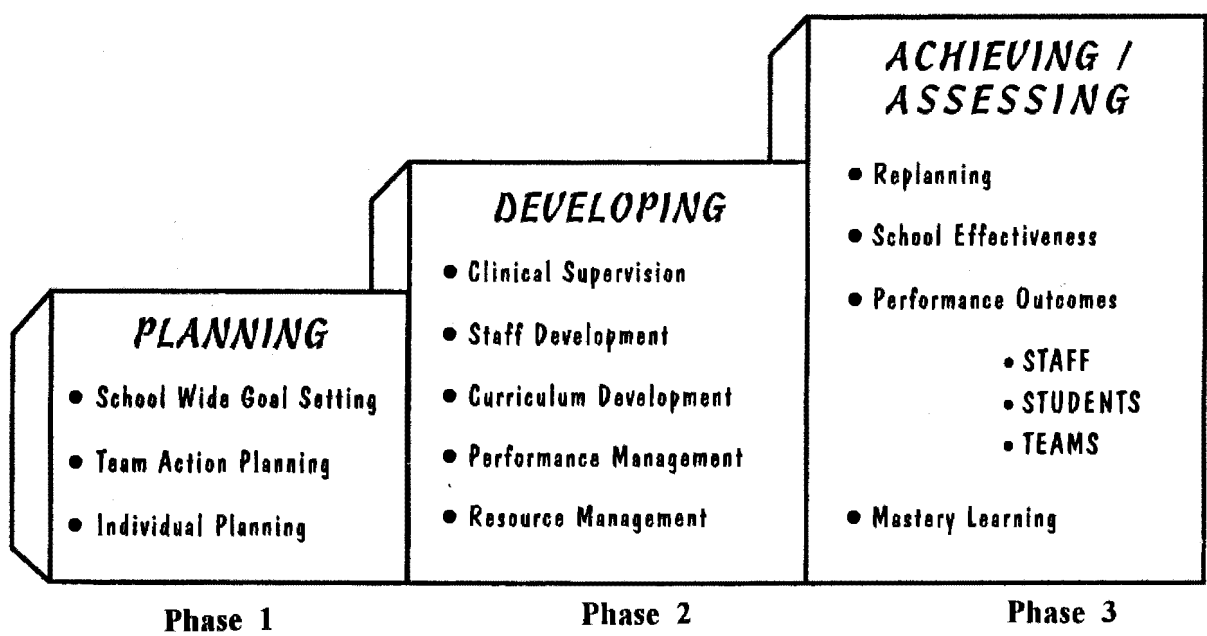 PLANNING
• School Wide Goal Setting
• Team Action Planning
• Individual Planning
Phase 1
DEVELOPING
• Clinical Supervision
• Staff Development
• Curriculum Development
• Performance Management
• Resource Management
Phase 2
ACHIEVING /
ASSESSING
• Replanning
• School Effectiveness
• Performance Outcomes
• STAFF
• STUDENTS
• TEAMS
• Mastery Learning
Phase 3